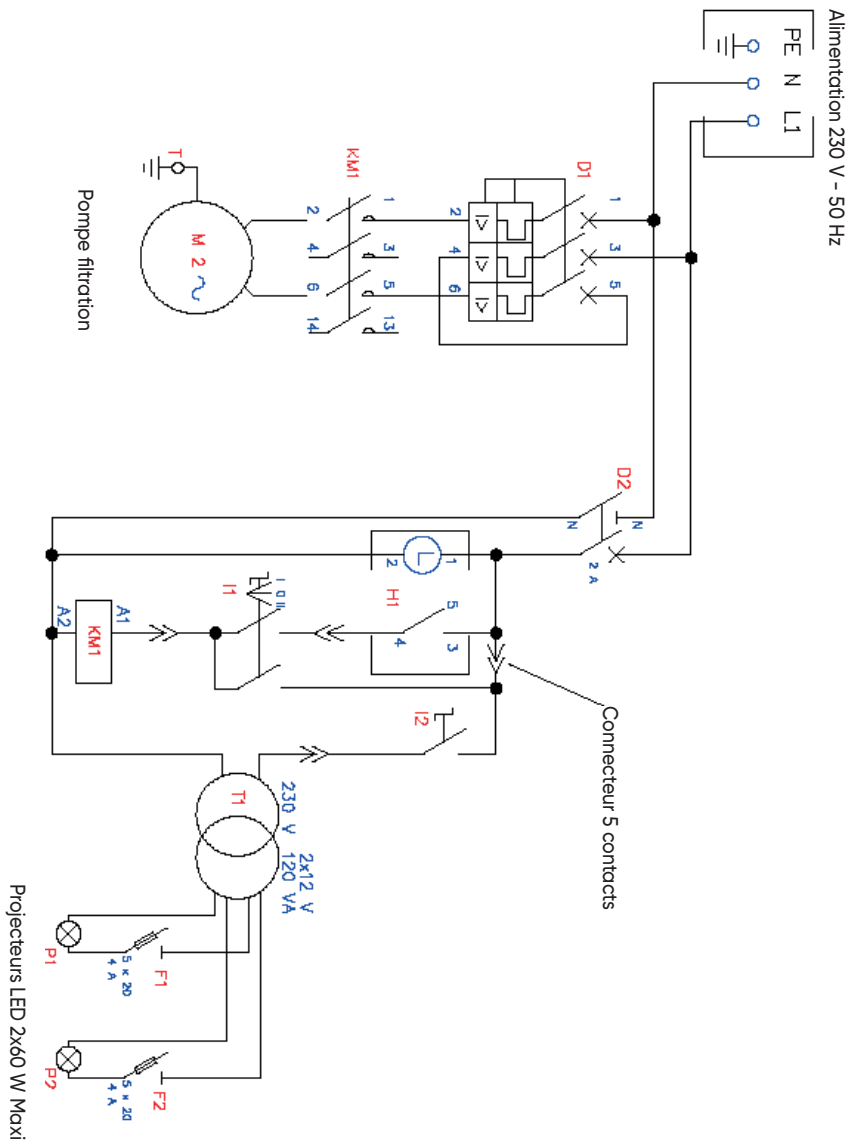 Alimentation 230 V - 50 Hz
PE
N
L1
D1
1
3
5
2
4
6
KM1
1
3
5
13
2
4
6
14
T
M 2
Pompe filtration
D2
N
N
2 A
L
1
2
H1
5
3
4
I1
I 0 II
A1
KM1
A2
Connecteur 5 contacts
I2
T1
230 V
2x12 V
120 VA
F1
5 x 20
4 A
P1
F2
5 x 20
4 A
P2
Projecteurs LED 2x60 W Maxi